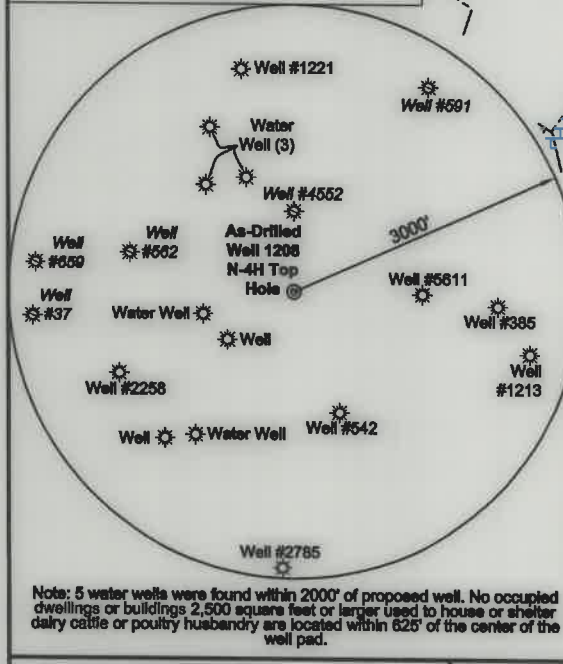 Well #1221
Well #591
Water
Well (3)
Well #4552
As-Drilled
Well 1208
N-4H Top
Hole
3000'
Well
#659
Well
#562
Well
#37
Water Well
Well
Well #5611
Well #385
Well
#1213
Well #2258
Well #542
Well
Water Well
Well #2785
Note: 5 water wells were found within 2000' of proposed well. No occupied
dwellings or buildings 2,500 square feet or larger used to house or shelter
dairy cattle or poultry husbandry are located within 625' of the center of the
well pad.